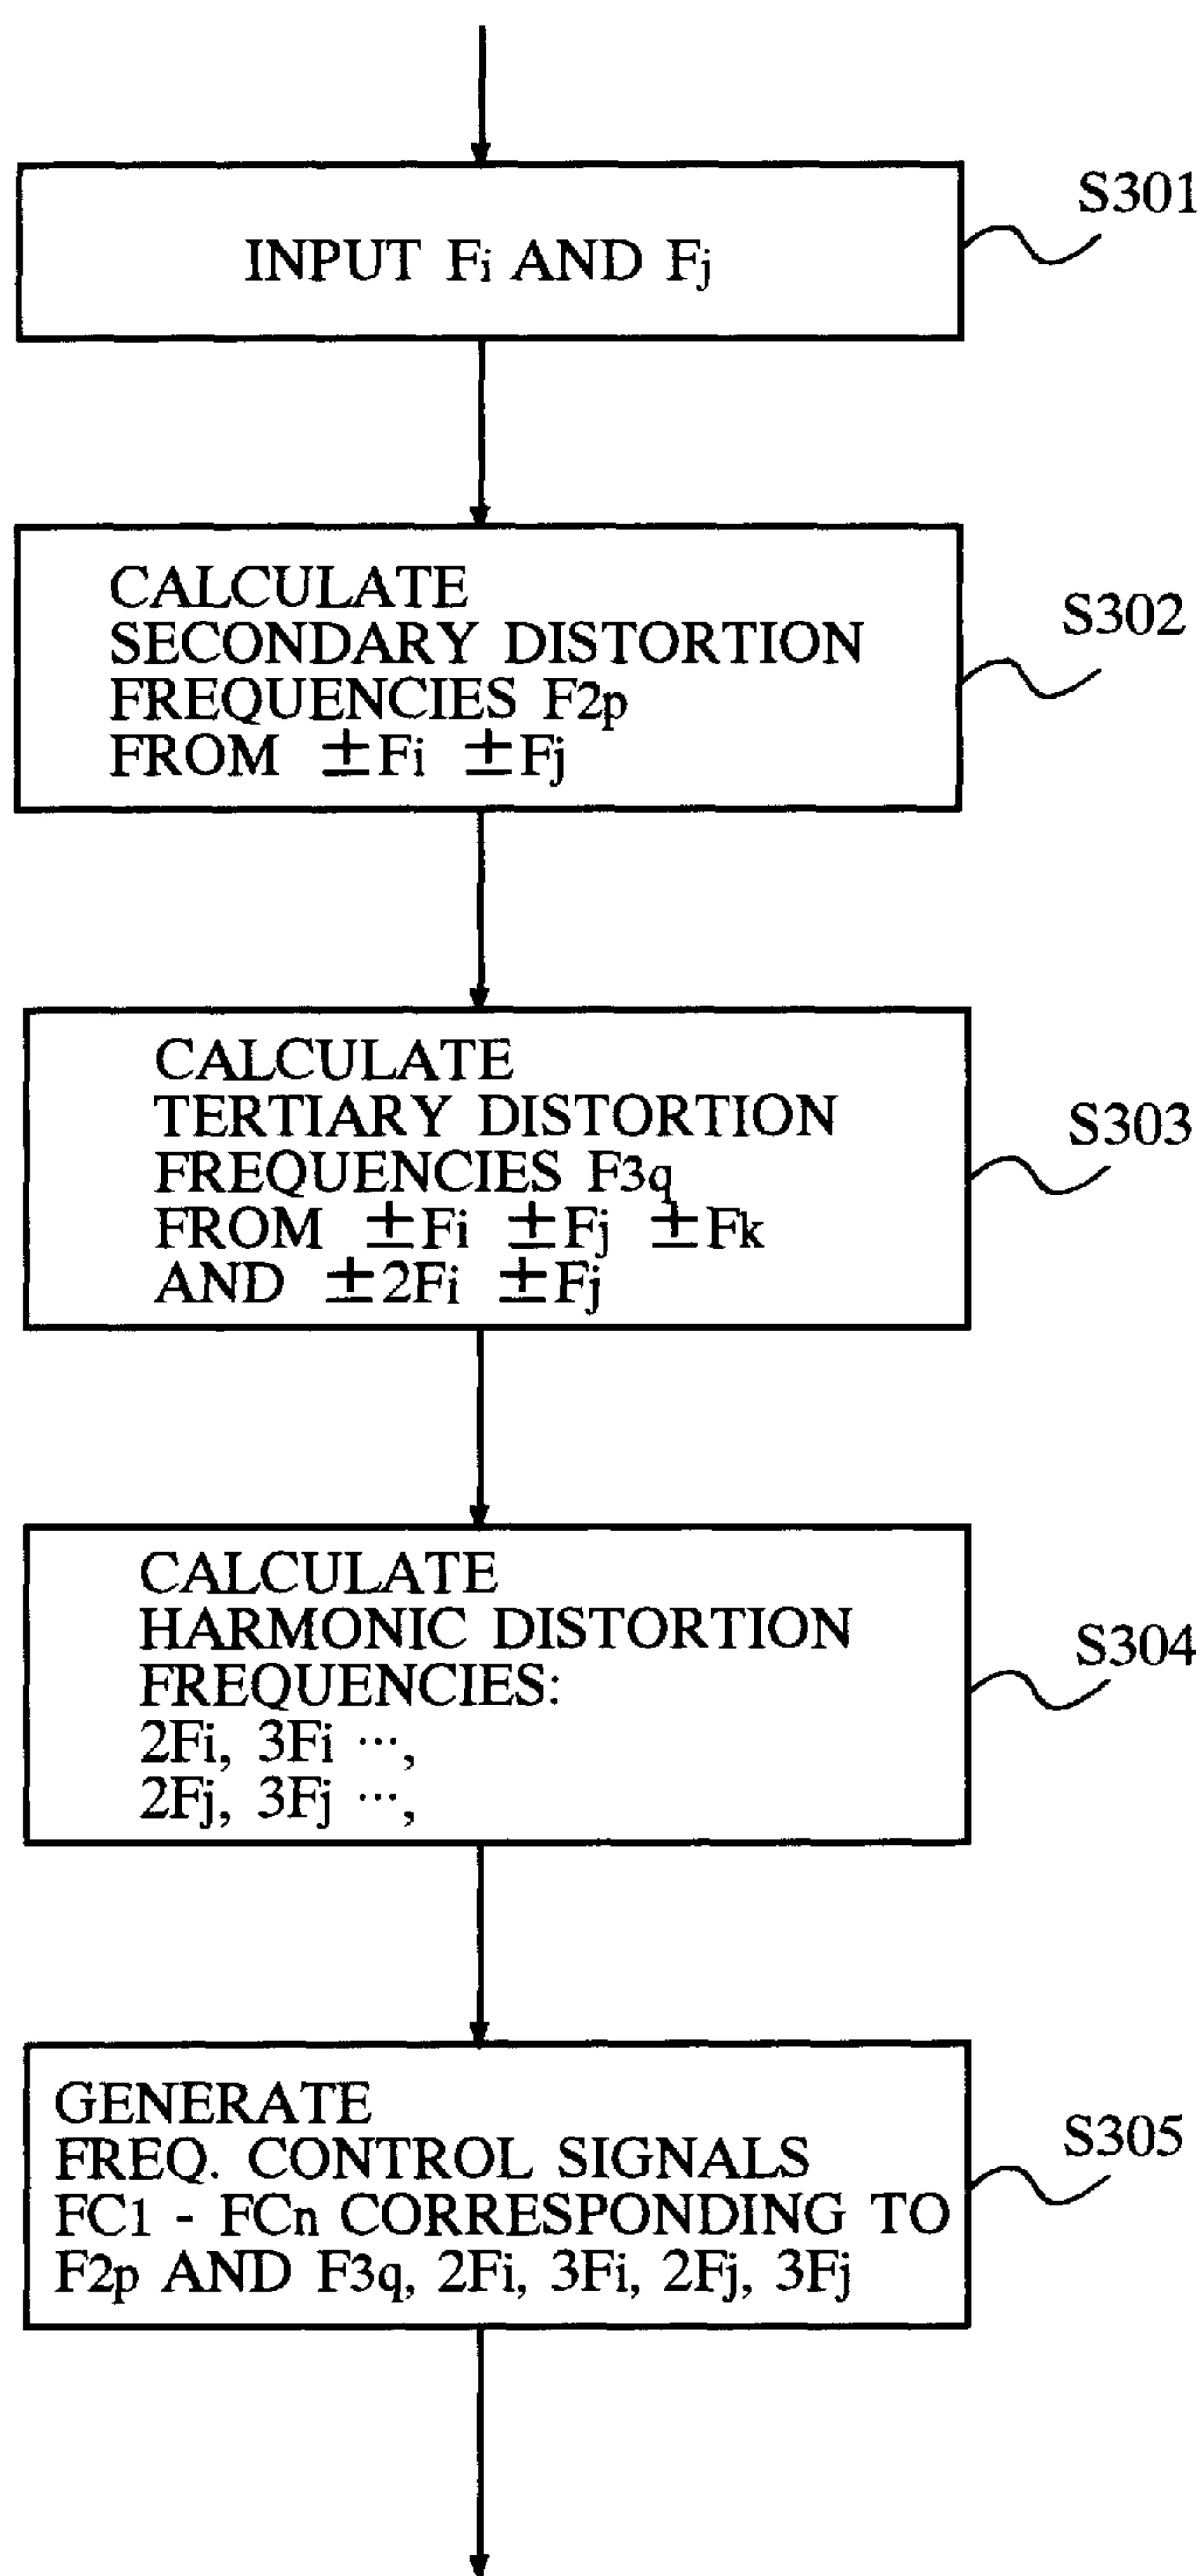 INPUT Fi AND Fj
S301
CALCULATE
SECONDARY DISTORTION
FREQUENCIES F2p
FROM ±Fi ±Fj
S302
CALCULATE
TERTIARY DISTORTION
FREQUENCIES F3q
FROM ±Fi ±Fj ±Fk
AND ±2Fi ±Fj
S303
CALCULATE
HARMONIC DISTORTION
FREQUENCIES:
2Fi, 3Fi ···,
2Fj, 3Fj ···,
S304
GENERATE
FREQ. CONTROL SIGNALS
FC1 - FCn CORRESPONDING TO
F2p AND F3q, 2Fi, 3Fi, 2Fj, 3Fj
S305